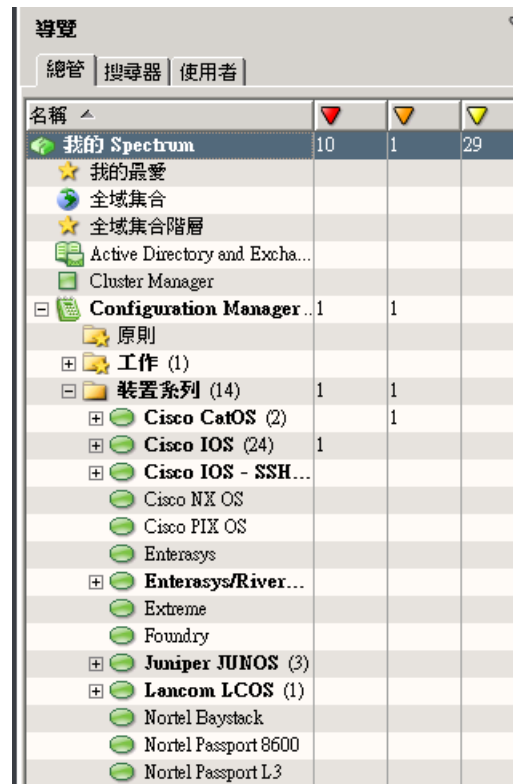 導覽
總管 搜尋器 使用者
名稱
我的 Spectrum 10 1 29
我的最愛
全域集合
全域集合階層
Active Directory and Excha...
Cluster Manager
Configuration Manager... 1 1
原則
工作 (1)
裝置系列 (14) 1 1
Cisco CatOS (2) 1
Cisco IOS (24) 1
Cisco IOS - SSH...
Cisco NX OS
Cisco PIX OS
Enterasys
Enterasys/River...
Extreme
Foundry
Juniper JUNOS (3)
Lancom LCOS (1)
Nortel Baystack
Nortel Passport 8600
Nortel Passport L3